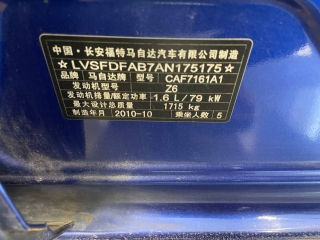 中国·长安福特马自达汽车有限公司制造
★LVSFDFAB7AN175175★
品牌 马自达牌 型号 CAF7161A1
发动机型号 Z6
发动机排量/额定功率 1.6 L/79 kW
最大设计总质量 1715 kg
制造年月 2010-10 乘坐人数 5